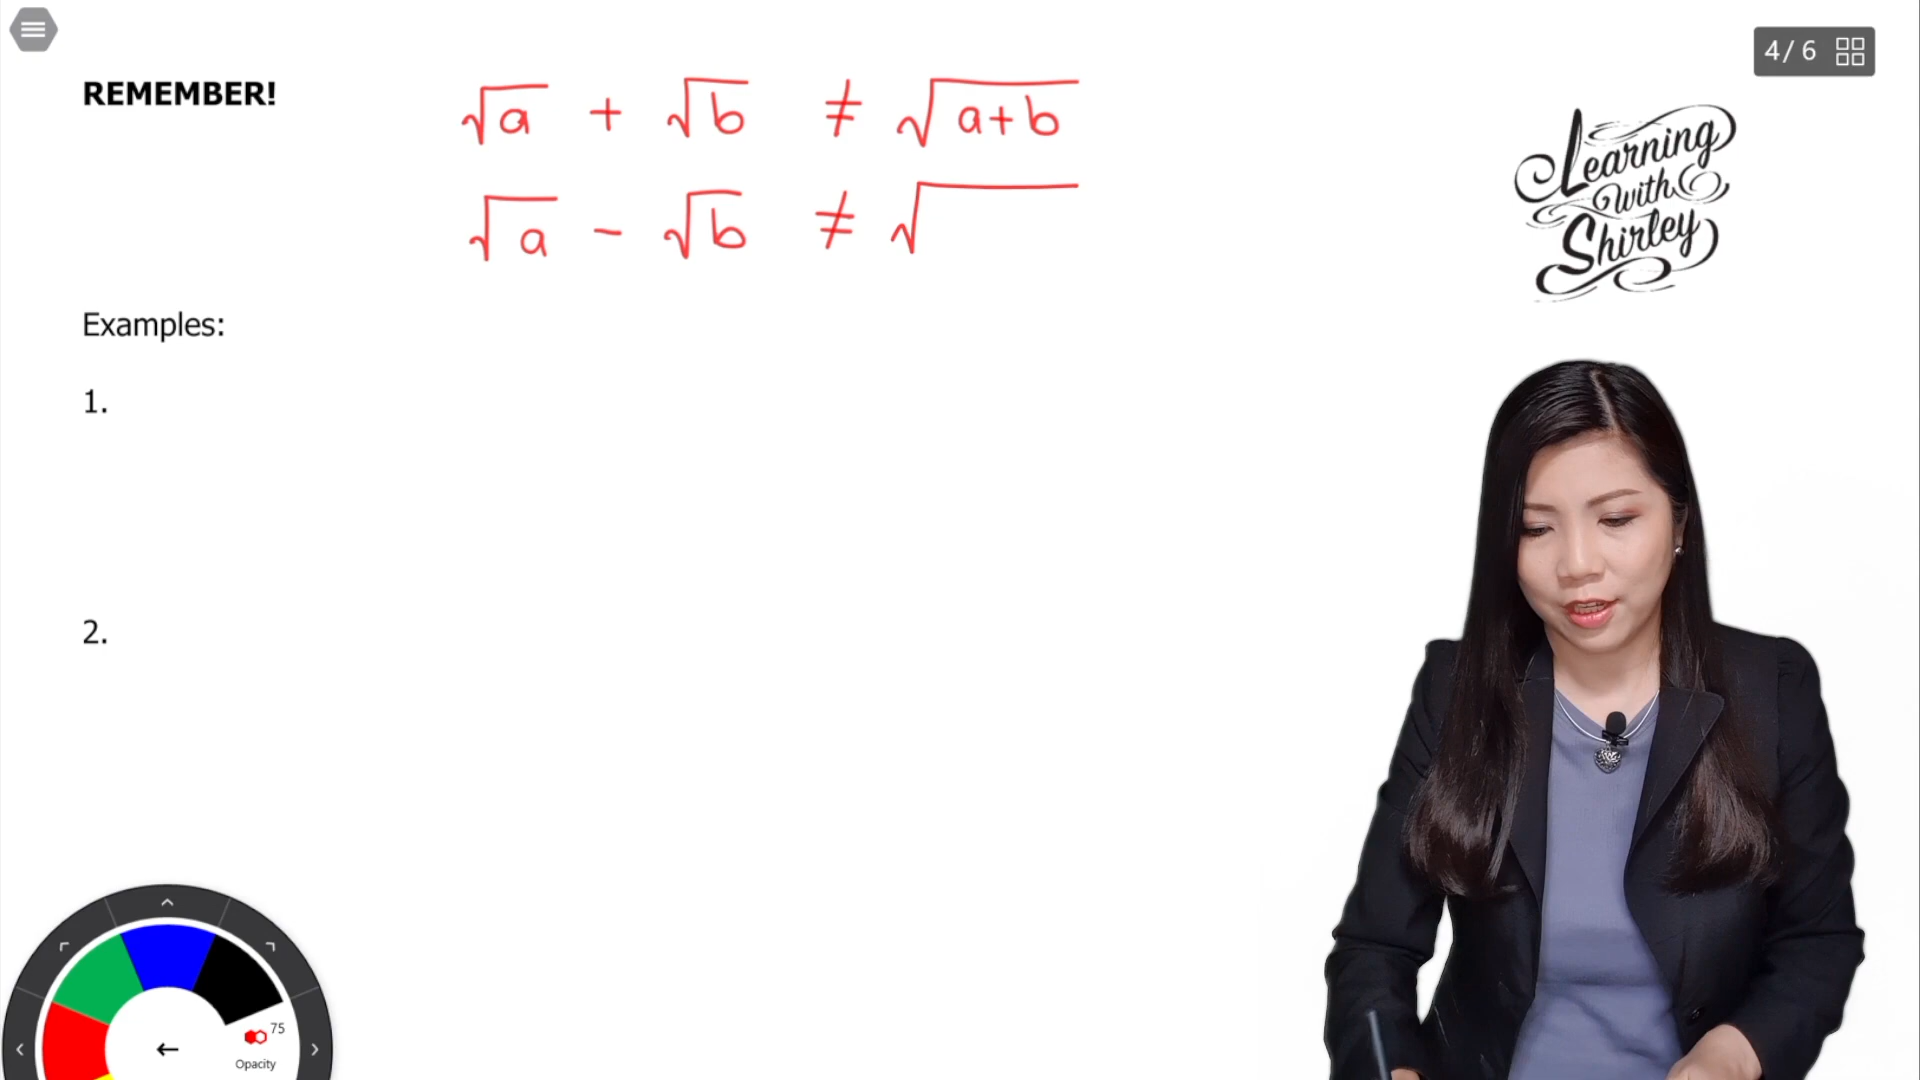 4/6
REMEMBER!
√a + √b ≠ √a+b
√a - √b ≠ √
Learning
with
Shirley
Examples:
1.
2.
75
Opacity